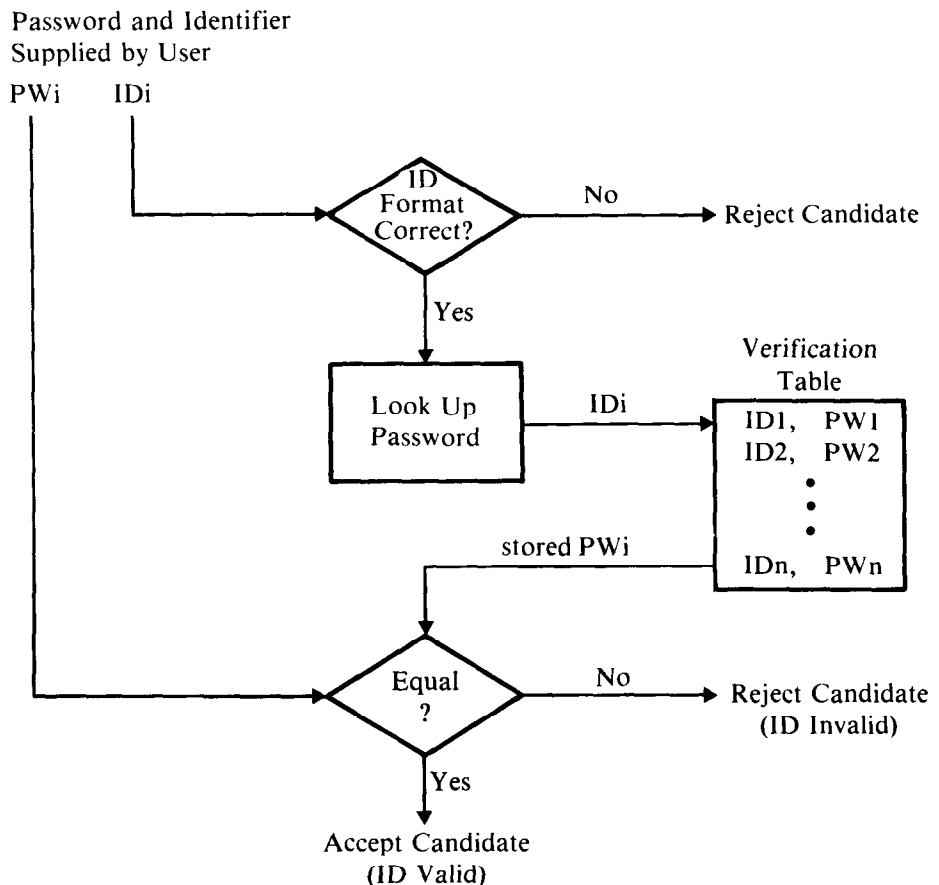 Password and Identifier
Supplied by User
PWi IDi
ID
Format
Correct?
No
Reject Candidate
Yes
Verification
Table
Look Up
Password
IDi
ID1, PW1
ID2, PW2
stored PWi
IDn, PWn
Equal
?
No
Reject Candidate
(ID Invalid)
Yes
Accept Candidate
(ID Valid)